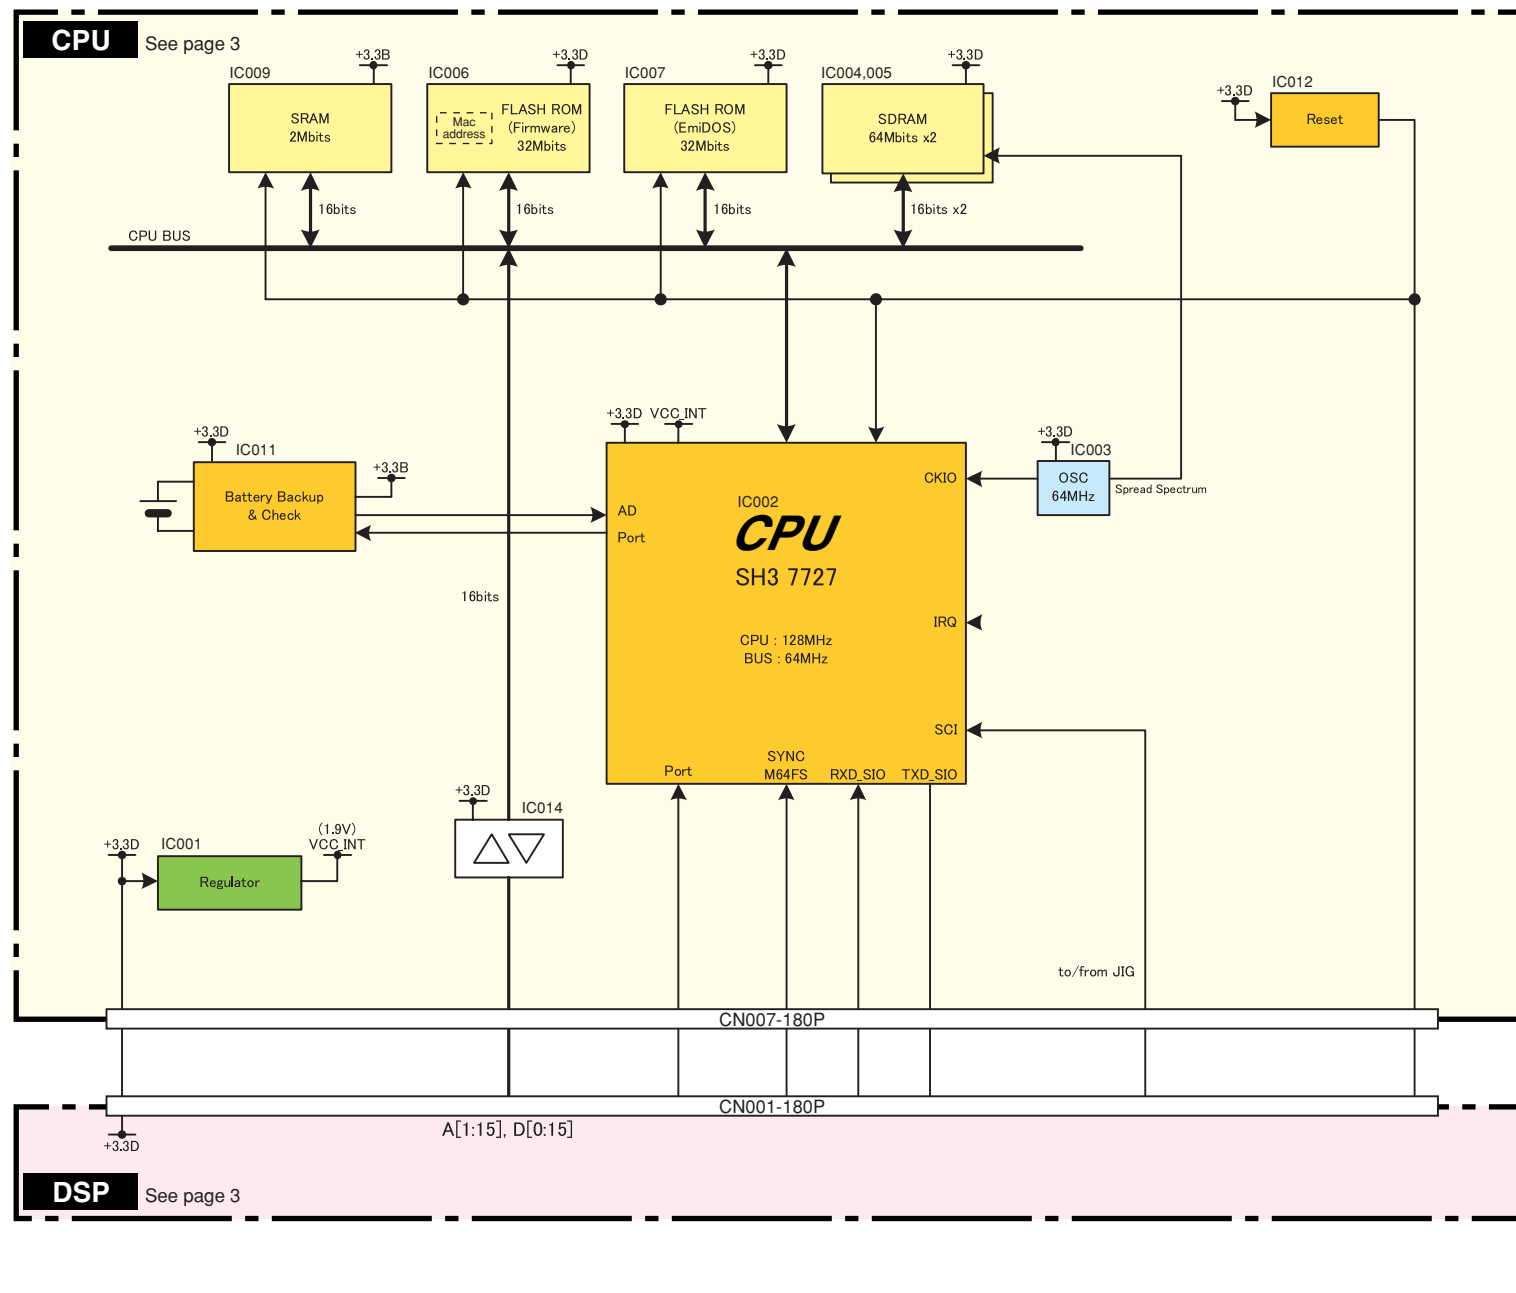 CPU See page 3
+3.3B
+3.3D
+3.3D
+3.3D
IC009
IC006
IC007
IC004,005
IC012
+3.3D
SRAM
2Mbits
Mac
address
FLASH ROM
(Firmware)
32Mbits
FLASH ROM
(EmiDOS)
32Mbits
SDRAM
64Mbits x2
Reset
16bits
16bits
16bits
16bits x2
CPU BUS
+3.3D
IC011
+3.3B
Battery Backup
& Check
+3.3D
VCC_INT
+3.3D
IC003
OSC
64MHz
Spread Spectrum
CKIO
AD
Port
IC002
CPU
SH3 7727
CPU : 128MHz
BUS : 64MHz
IRQ
SCI
16bits
Port
SYNC
M64FS
RXD_SIO
TXD_SIO
+3.3D
IC014
+3.3D
IC001
(1.9V)
VCC_INT
Regulator
to/from JIG
CN007-180P
CN001-180P
+3.3D
A[1:15], D[0:15]
DSP See page 3